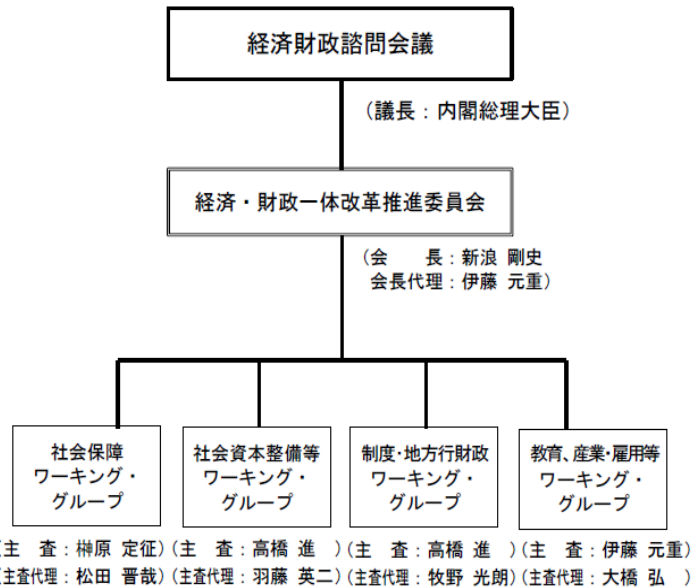 経済財政諮問会議
(議長：内閣総理大臣)
経済・財政一体改革推進委員会
(会　　長：新浪 剛史
会長代理：伊藤 元重)
社会保障
ワーキング・
グループ
社会資本整備等
ワーキング・
グループ
制度・地方行財政
ワーキング・
グループ
教育、産業・雇用等
ワーキング・
グループ
(主　査：榊原 定征)(主　査：高橋 進　)(主　査：高橋 進　)(主　査：伊藤 元重)
(主査代理：松田 晋哉)(主査代理：羽藤 英二)(主査代理：牧野 光朗)(主査代理：大橋 弘　)